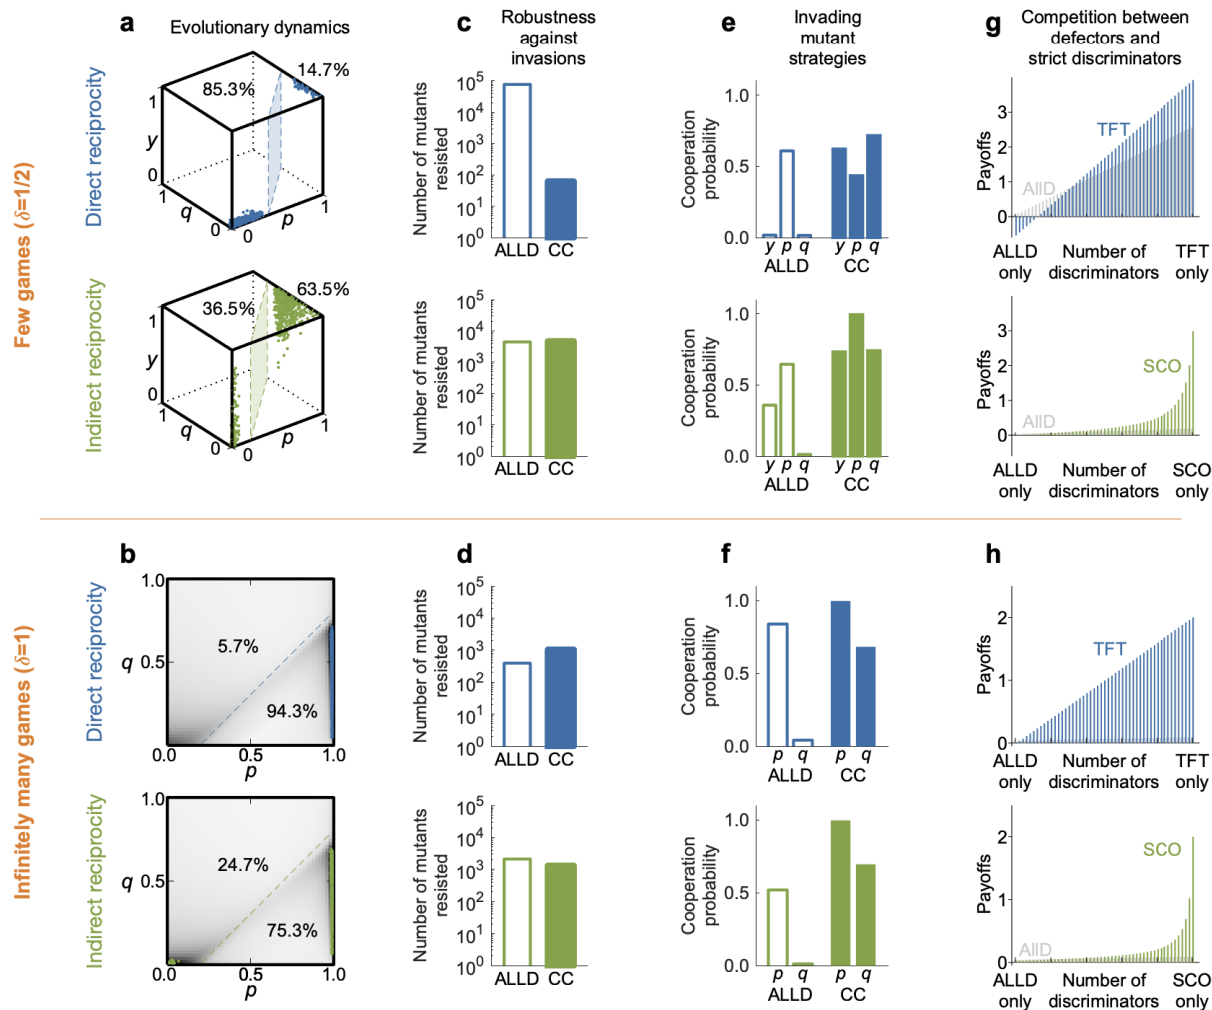 a
Evolutionary dynamics
c
Robustness
against
invasions
e
Invading
mutant
strategies
g
Competition between
defectors and
strict discriminators
Few games (δ=1/2)
Direct reciprocity
85.3%
14.7%
1
y
0
1
q
0
0
p
1
Number of mutants
resisted
10^5
10^4
10^3
10^2
10^1
10^0
ALLD
CC
Cooperation
probability
1.0
0.5
0.0
y p q
y p q
ALLD
CC
Payoffs
3
2
1
0
TFT
AllD
ALLD
only
Number of
discriminators
TFT
only
Indirect reciprocity
36.5%
63.5%
1
y
0
1
q
0
0
p
1
Number of mutants
resisted
10^5
10^4
10^3
10^2
10^1
10^0
ALLD
CC
Cooperation
probability
1.0
0.5
0.0
y p q
y p q
ALLD
CC
Payoffs
3
2
1
0
SCO
AllD
ALLD
only
Number of
discriminators
SCO
only
Infinitely many games (δ=1)
b
d
f
h
Direct reciprocity
1.0
q 0.5
5.7%
94.3%
0.0
0.5
1.0
p
Number of mutants
resisted
10^5
10^4
10^3
10^2
10^1
10^0
ALLD
CC
Cooperation
probability
1.0
0.5
0.0
p q
p q
ALLD
CC
Payoffs
2
1
0
TFT
ALLD
only
Number of
discriminators
TFT
only
Indirect reciprocity
1.0
q 0.5
24.7%
75.3%
0.0
0.5
1.0
p
Number of mutants
resisted
10^5
10^4
10^3
10^2
10^1
10^0
ALLD
CC
Cooperation
probability
1.0
0.5
0.0
p q
p q
ALLD
CC
Payoffs
2
1
0
SCO
AllD
ALLD
only
Number of
discriminators
SCO
only